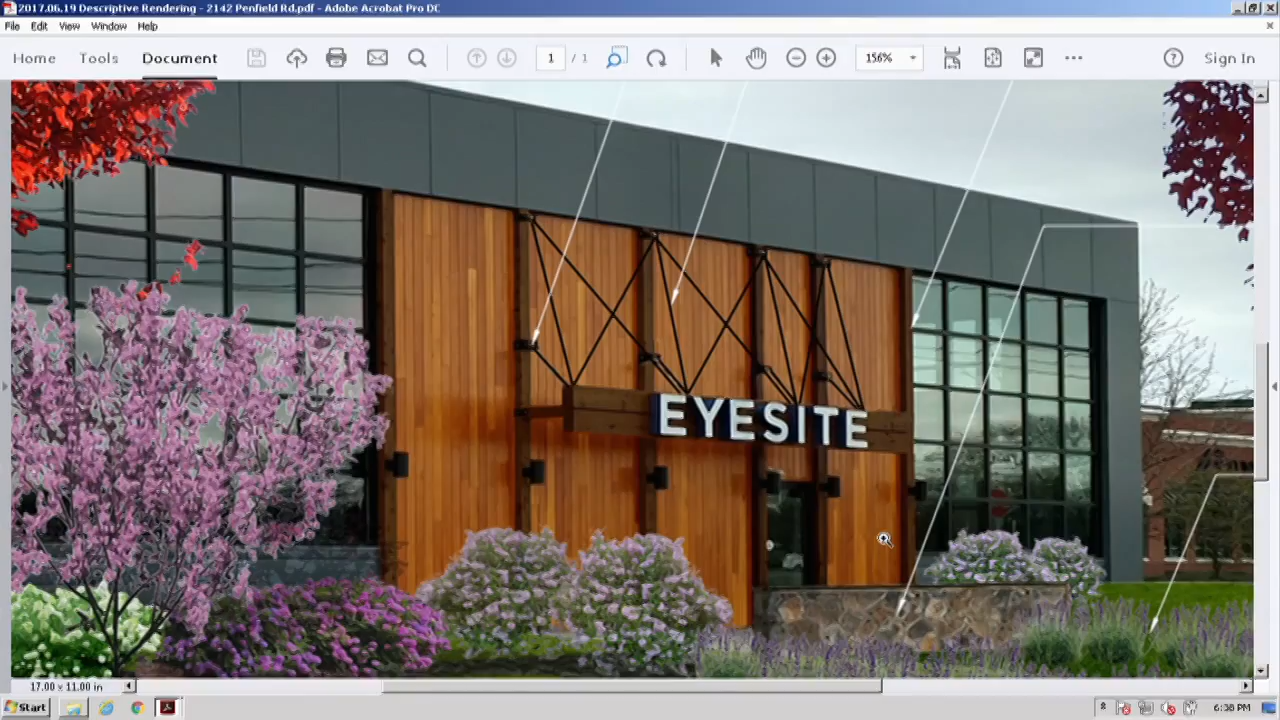 2017.06.19 Descriptive Rendering - 2142 Penfield Rd.pdf - Adobe Acrobat Pro DC
File Edit View Window Help
Home Tools Document 1 / 1 156% Sign In
EYESITE
17.00 x 11.00 in
Start 6:38 PM